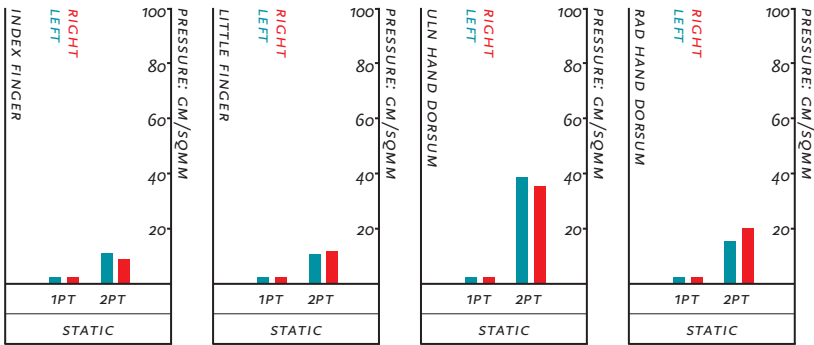 INDEX FINGER
LEFT
RIGHT
100
80
60
40
20
PRESSURE: GM/SQMM
1PT 2PT
STATIC
LITTLE FINGER
LEFT
RIGHT
100
80
60
40
20
PRESSURE: GM/SQMM
1PT 2PT
STATIC
ULN HAND DORSUM
LEFT
RIGHT
100
80
60
40
20
PRESSURE: GM/SQMM
1PT 2PT
STATIC
RAD HAND DORSUM
LEFT
RIGHT
100
80
60
40
20
PRESSURE: GM/SQMM
1PT 2PT
STATIC